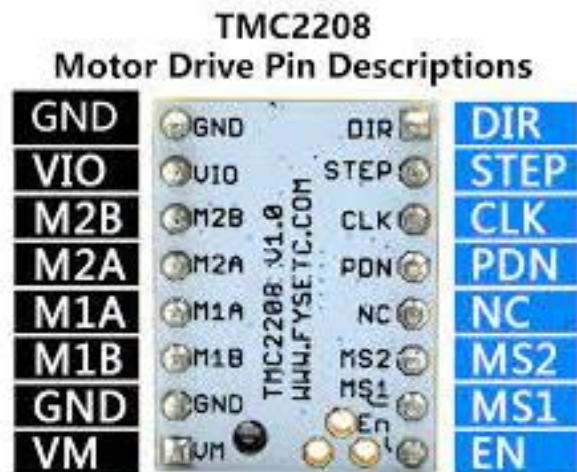 TMC2208
Motor Drive Pin Descriptions
GND
VIO
M2B
M2A
M1A
M1B
GND
VM
GND
VIO
M2B
M2A
M1A
M1B
GND
VM
TMC2208 V1.0
WWW.FYSETC.COM
DIR
STEP
CLK
PDN
NC
MS2
MS1
En
DIR
STEP
CLK
PDN
NC
MS2
MS1
EN